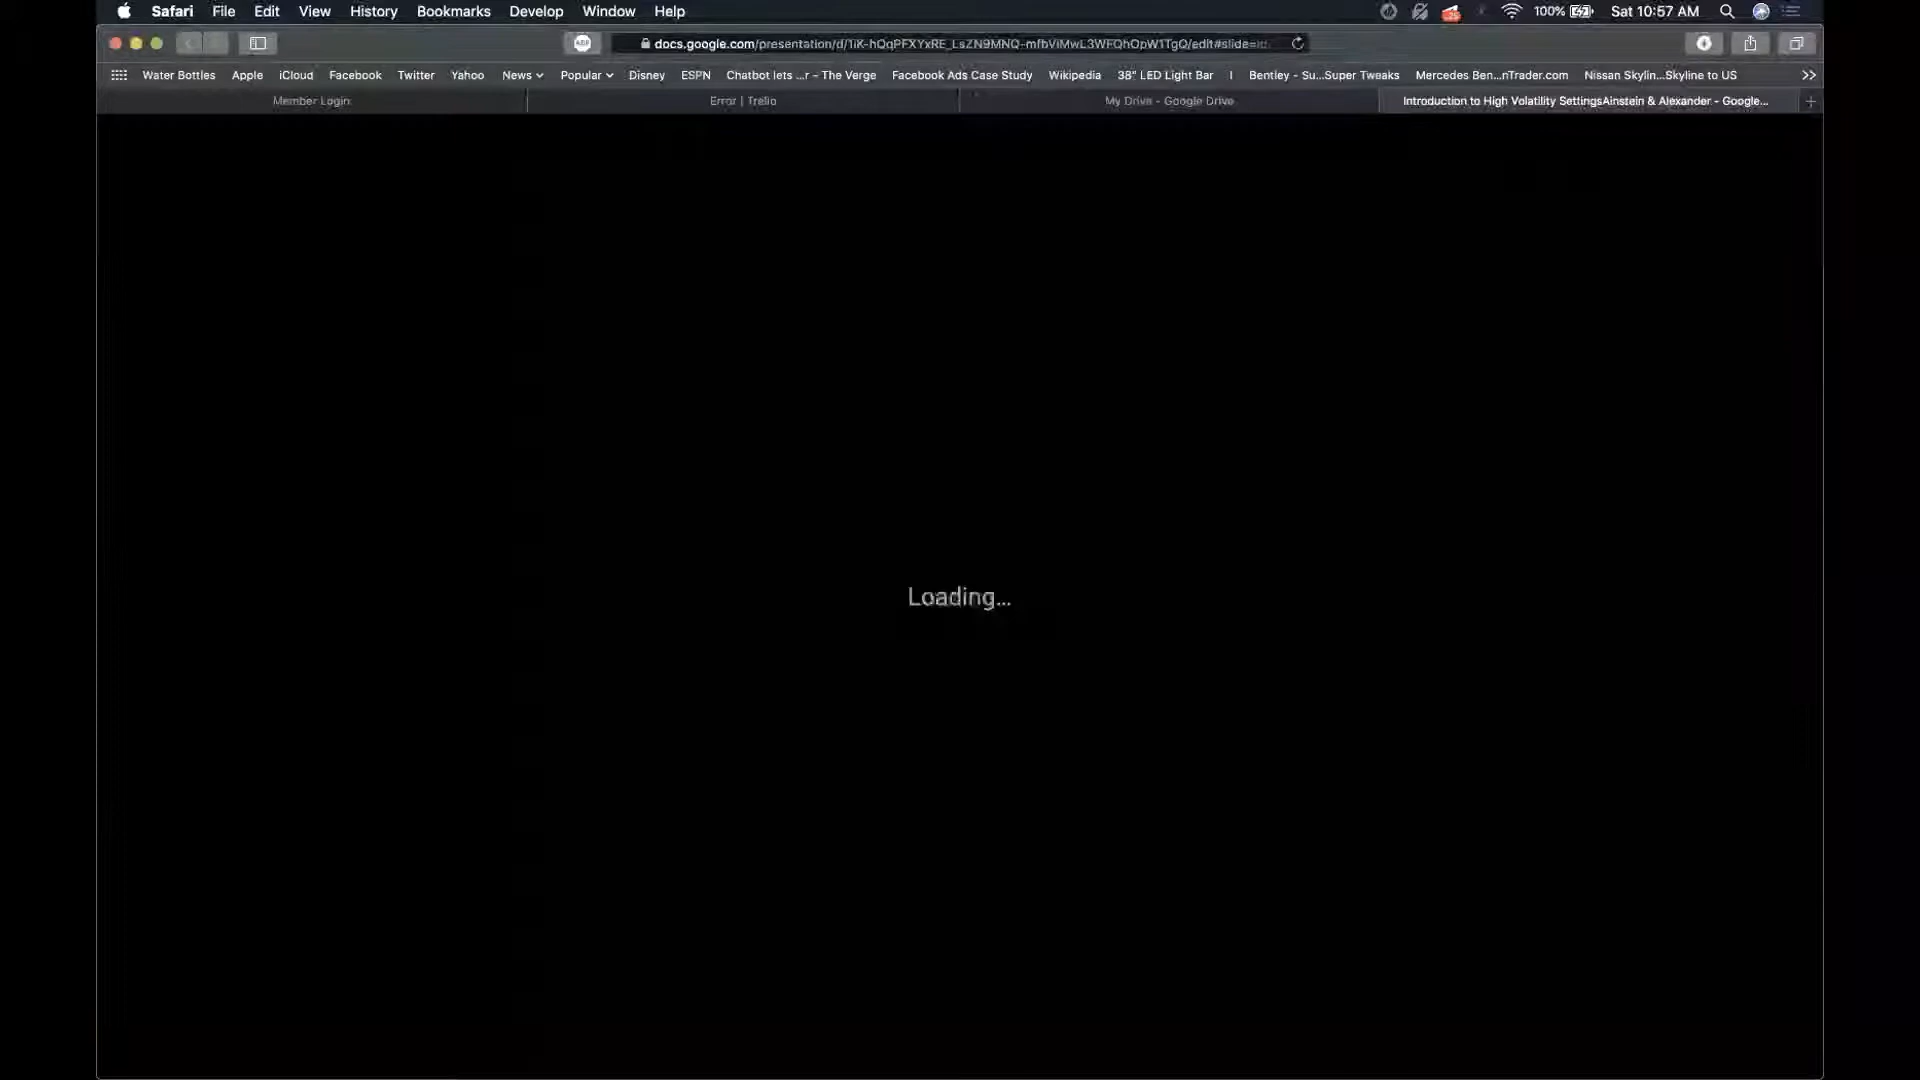 Safari File Edit View History Bookmarks Develop Window Help 100% Sat 10:57 AM
docs.google.com/presentation/d/1iK-hQqPFXYxRE_LsZN9MNQ-mfbViMwL3WFQhOpW1TgQ/edit#slide=id
Water Bottles Apple iCloud Facebook Twitter Yahoo News Popular Disney ESPN Chatbot lets ...r - The Verge Facebook Ads Case Study Wikipedia 38" LED Light Bar I Bentley - Su...Super Tweaks Mercedes Ben...nTrader.com Nissan Skylin...Skyline to US
Member Login Error | Trello My Drive - Google Drive Introduction to High Volatility SettingsAinstein & Alexander - Google...
Loading...